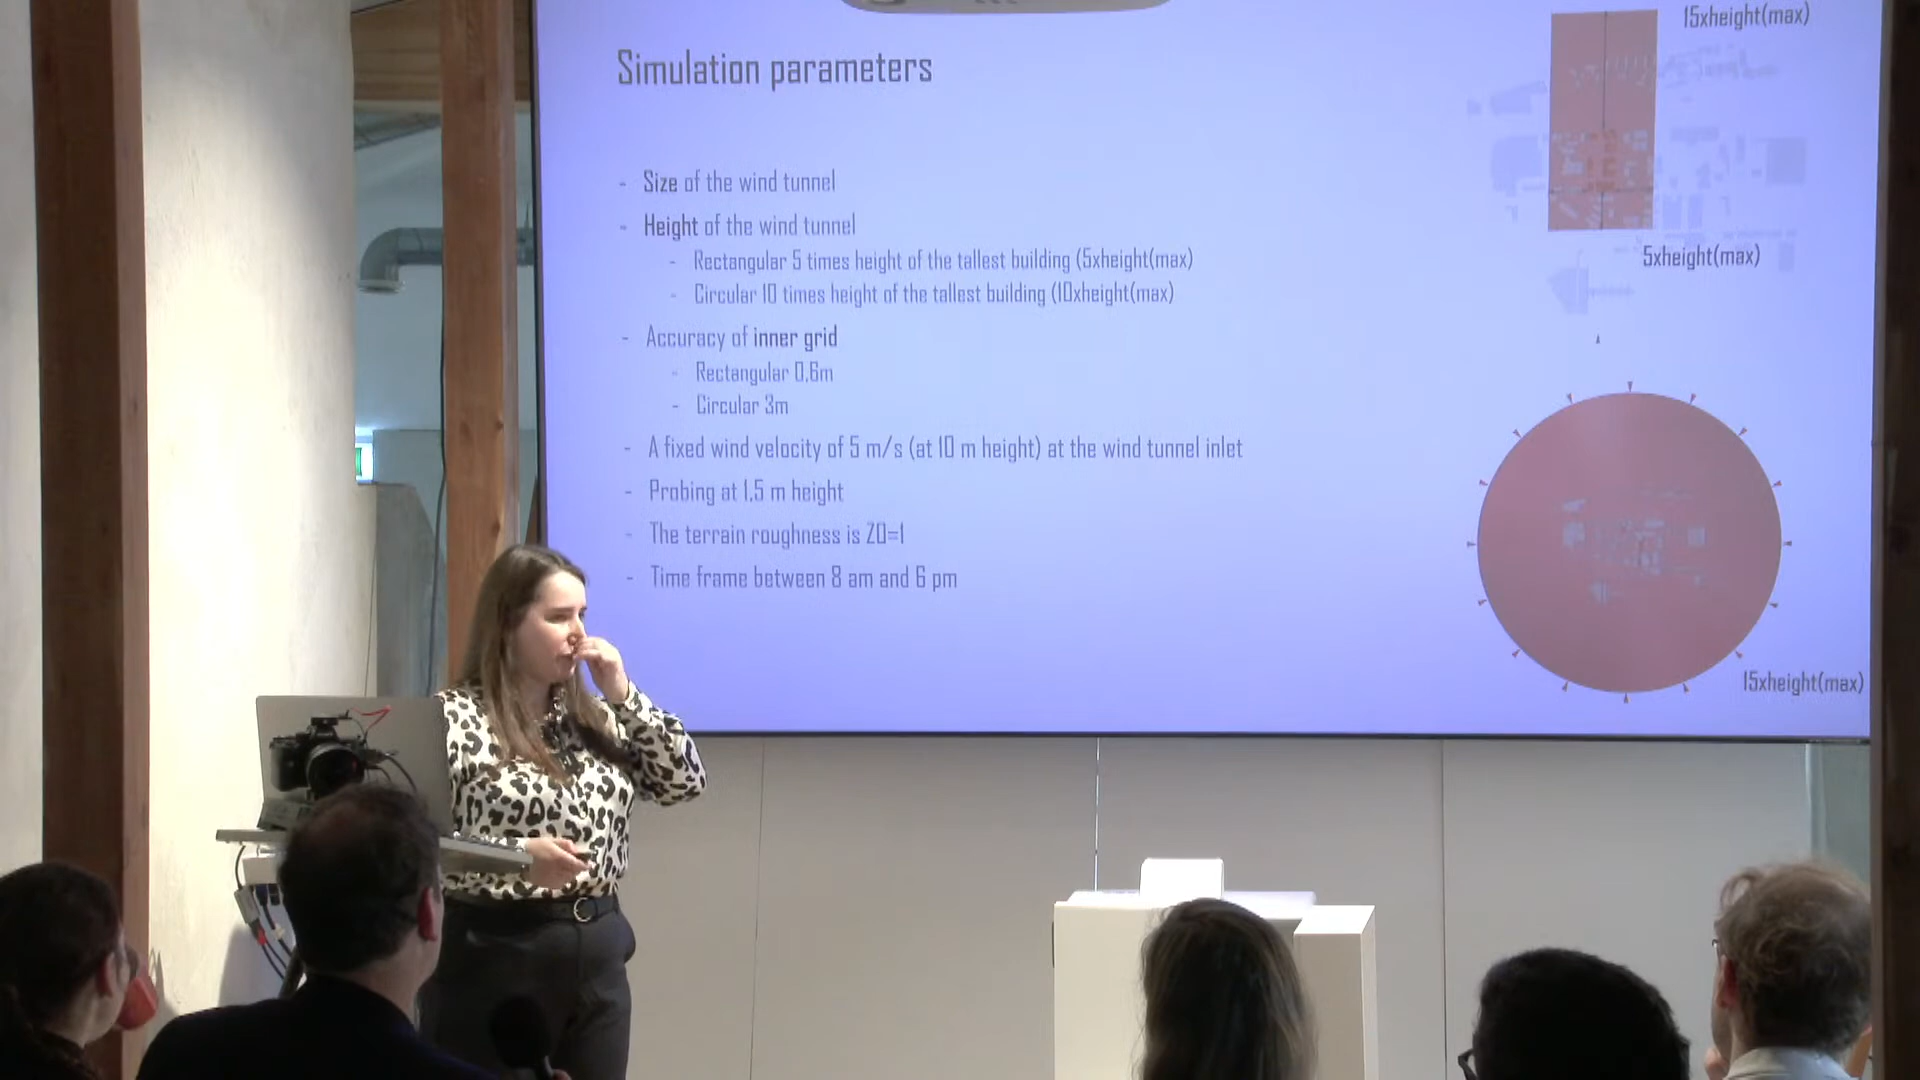 Simulation parameters
- Size of the wind tunnel
- Height of the wind tunnel
- Rectangular 5 times height of the tallest building (5xheight(max)
- Circular 10 times height of the tallest building (10xheight(max)
- Accuracy of inner grid
- Rectangular 0,6m
- Circular 3m
- A fixed wind velocity of 5 m/s (at 10 m height) at the wind tunnel inlet
- Probing at 1,5 m height
- The terrain roughness is Z0=1
- Time frame between 8 am and 6 pm
15xheight(max)
5xheight(max)
15xheight(max)